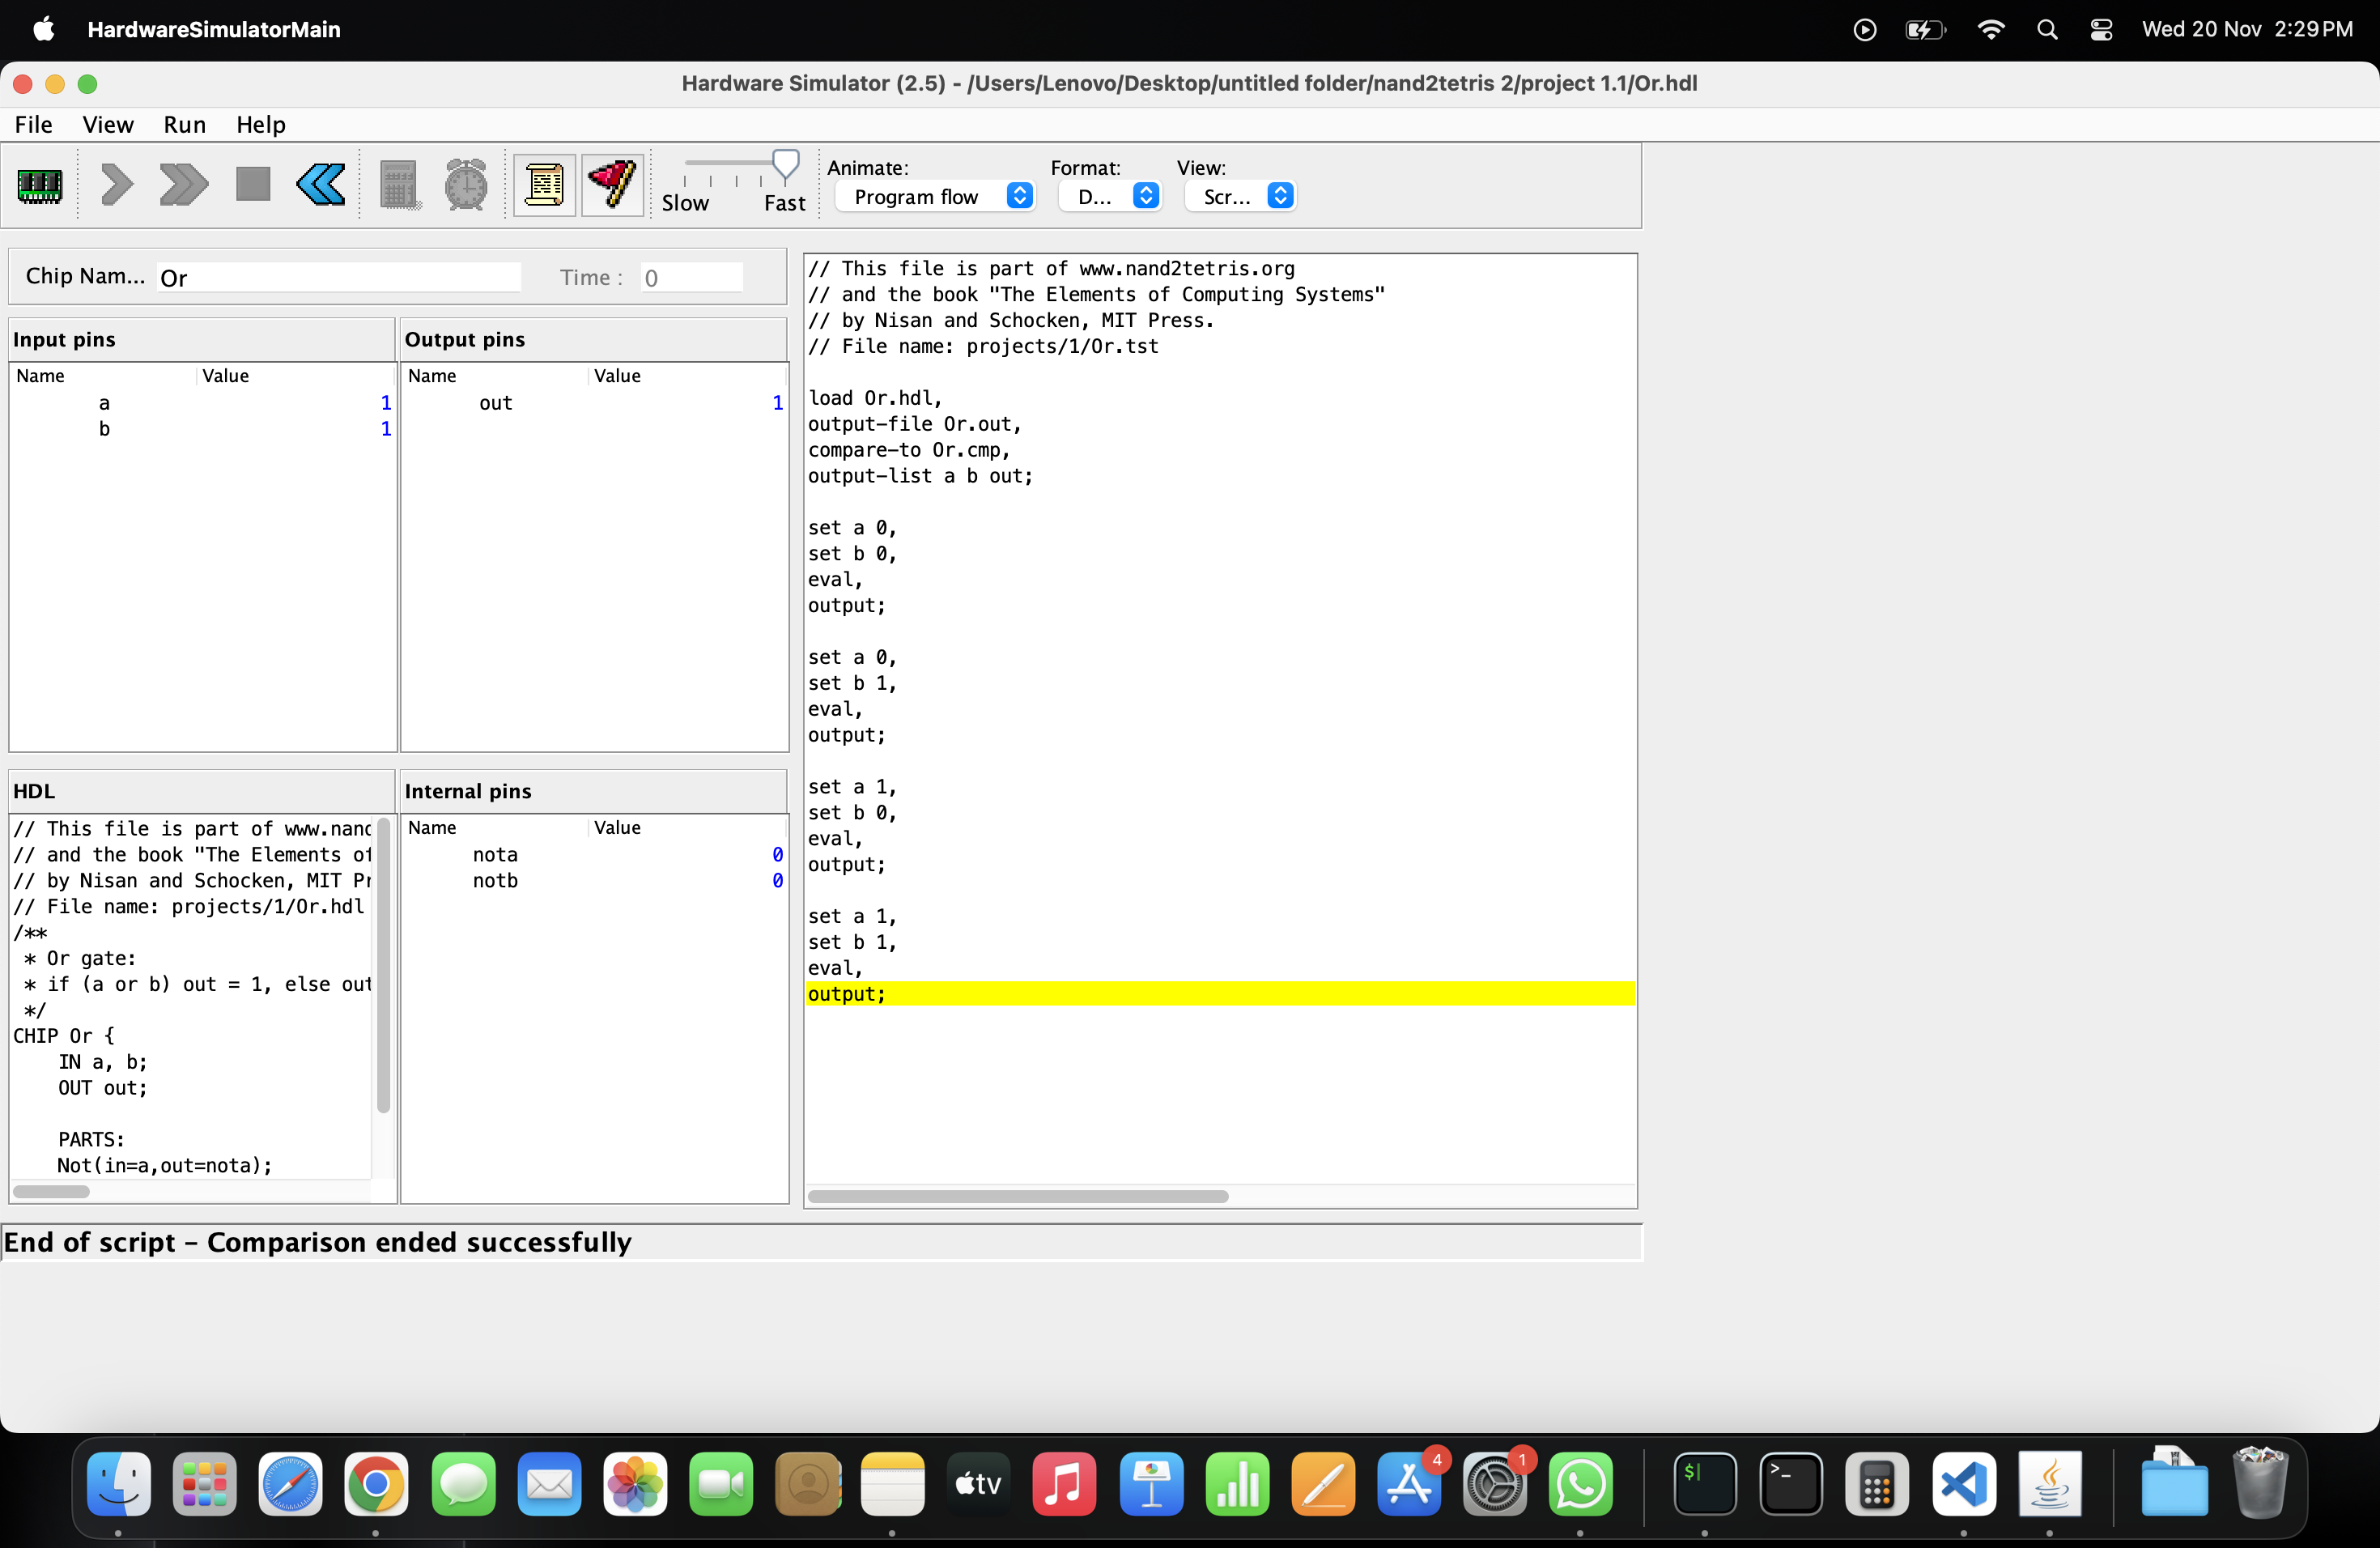 HardwareSimulatorMain
Wed 20 Nov 2:29 PM
Hardware Simulator (2.5) - /Users/Lenovo/Desktop/untitled folder/nand2tetris 2/project 1.1/Or.hdl
File View Run Help
Slow Fast
Animate: Format: View:
Program flow D... Scr...
Chip Nam... Or Time : 0
Input pins
Name Value
a 1
b 1
Output pins
Name Value
out 1
HDL
// This file is part of www.nand
// and the book "The Elements of
// by Nisan and Schocken, MIT Pr
// File name: projects/1/Or.hdl
/**
* Or gate:
* if (a or b) out = 1, else out
*/
CHIP Or {
IN a, b;
OUT out;
PARTS:
Not(in=a,out=nota);
Internal pins
Name Value
nota 0
notb 0
// This file is part of www.nand2tetris.org
// and the book "The Elements of Computing Systems"
// by Nisan and Schocken, MIT Press.
// File name: projects/1/Or.tst
load Or.hdl,
output-file Or.out,
compare-to Or.cmp,
output-list a b out;
set a 0,
set b 0,
eval,
output;
set a 0,
set b 1,
eval,
output;
set a 1,
set b 0,
eval,
output;
set a 1,
set b 1,
eval,
output;
End of script – Comparison ended successfully
tv
4
1
$|
>_